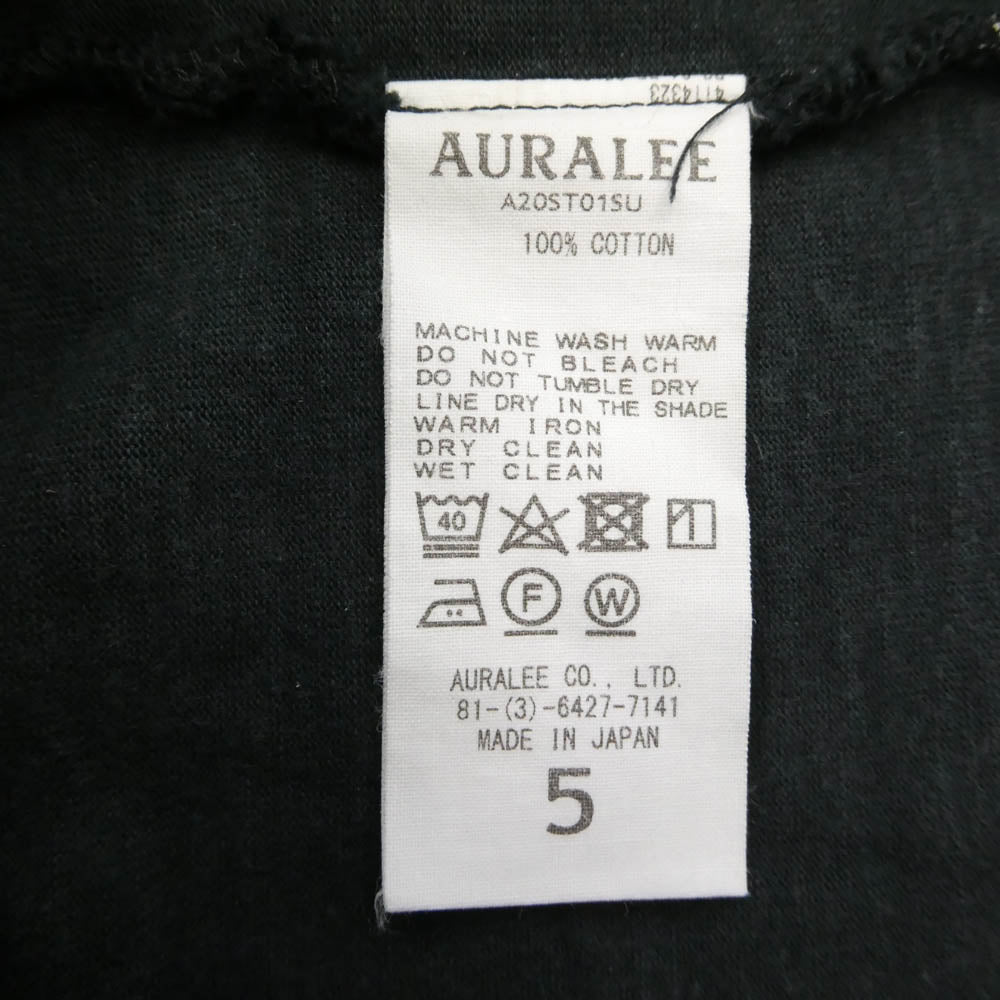 4114323
AURALEE
A20ST01SU
100% COTTON
MACHINE WASH WARM
DO NOT BLEACH
DO NOT TUMBLE DRY
LINE DRY IN THE SHADE
WARM IRON
DRY CLEAN
WET CLEAN
40
F W
AURALEE CO., LTD.
81-(3)-6427-7141
MADE IN JAPAN
5